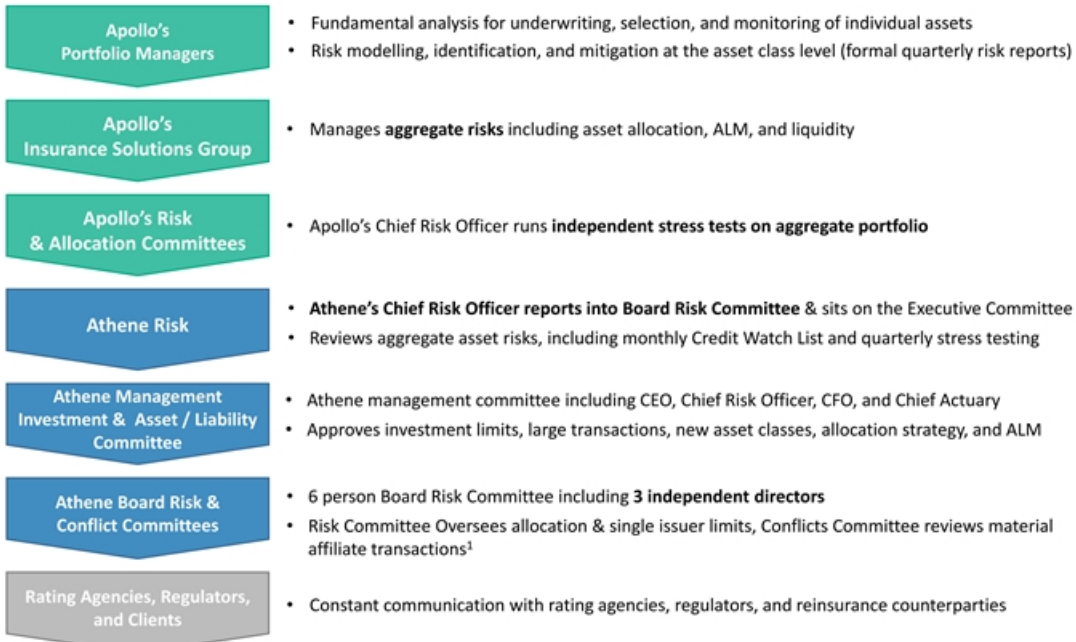 Apollo's
Portfolio Managers
• Fundamental analysis for underwriting, selection, and monitoring of individual assets
• Risk modelling, identification, and mitigation at the asset class level (formal quarterly risk reports)
Apollo's
Insurance Solutions Group
• Manages aggregate risks including asset allocation, ALM, and liquidity
Apollo's Risk
& Allocation Committees
• Apollo's Chief Risk Officer runs independent stress tests on aggregate portfolio
Athene Risk
• Athene's Chief Risk Officer reports into Board Risk Committee & sits on the Executive Committee
• Reviews aggregate asset risks, including monthly Credit Watch List and quarterly stress testing
Athene Management
Investment & Asset / Liability
Committee
• Athene management committee including CEO, Chief Risk Officer, CFO, and Chief Actuary
• Approves investment limits, large transactions, new asset classes, allocation strategy, and ALM
Athene Board Risk &
Conflict Committees
• 6 person Board Risk Committee including 3 independent directors
• Risk Committee Oversees allocation & single issuer limits, Conflicts Committee reviews material
affiliate transactions¹
Rating Agencies, Regulators,
and Clients
• Constant communication with rating agencies, regulators, and reinsurance counterparties